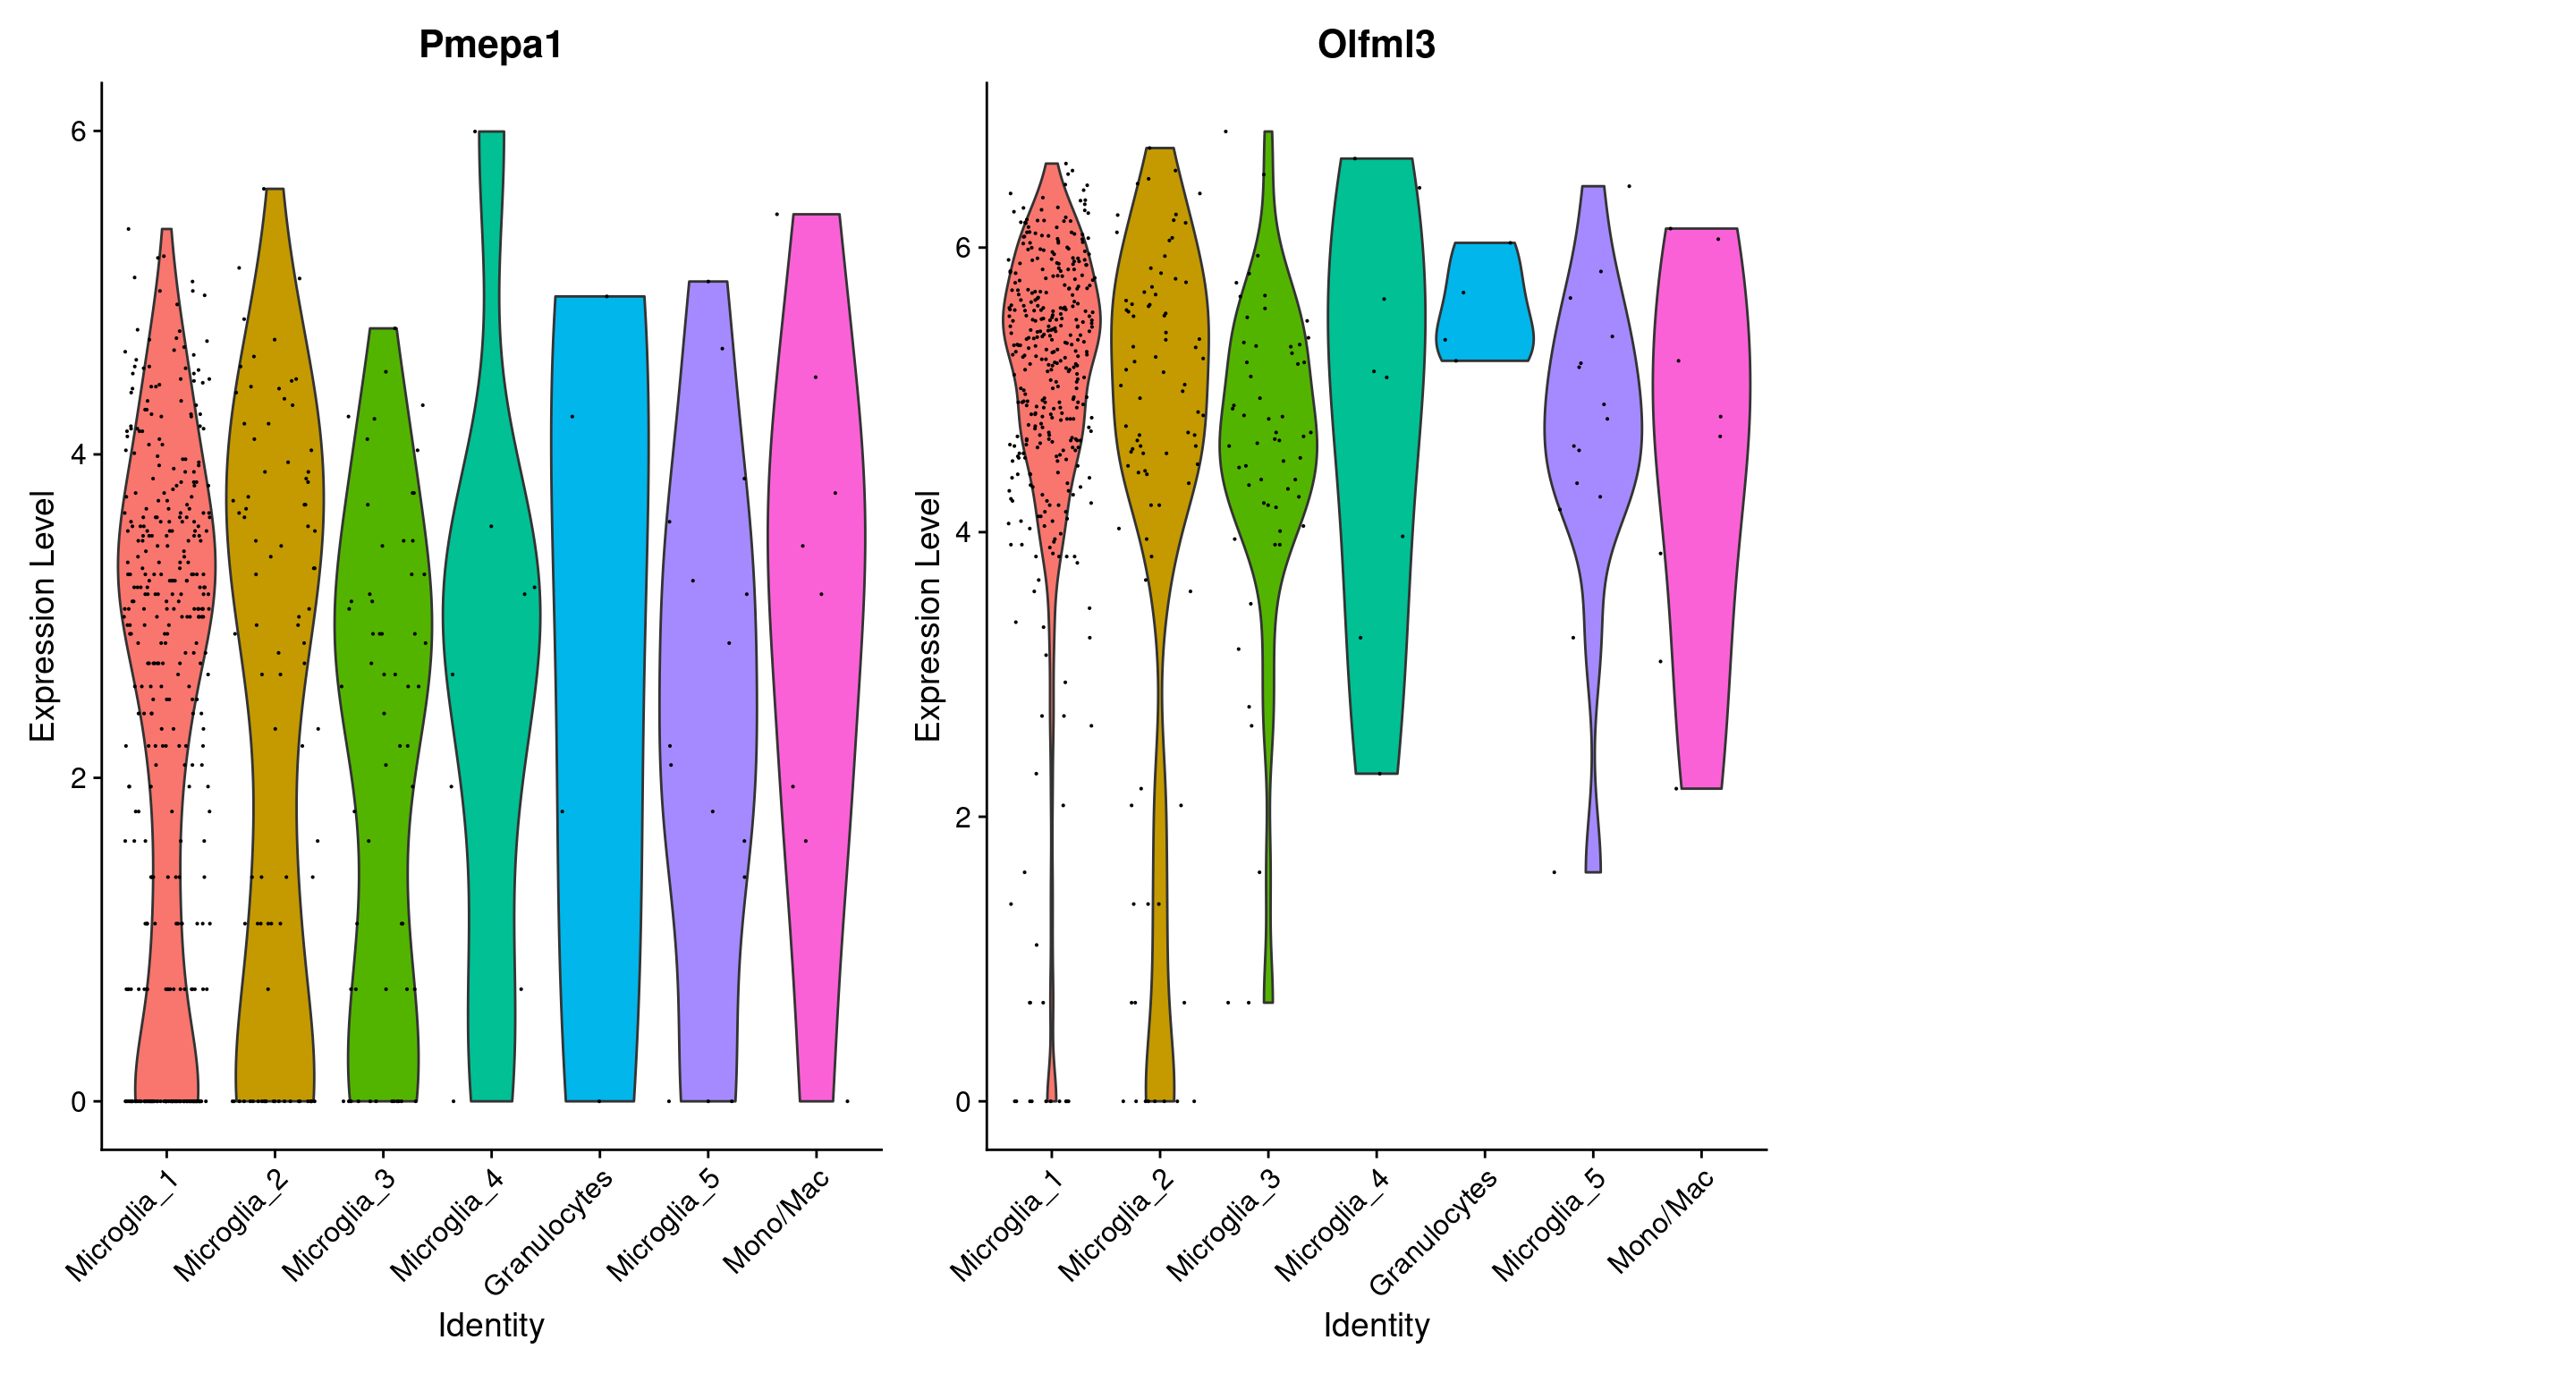 Pmepa1
Expression Level
6
4
2
0
Microglia_1
Microglia_2
Microglia_3
Microglia_4
Granulocytes
Microglia_5
Mono/Mac
Identity
Olfml3
Expression Level
6
4
2
0
Microglia_1
Microglia_2
Microglia_3
Microglia_4
Granulocytes
Microglia_5
Mono/Mac
Identity